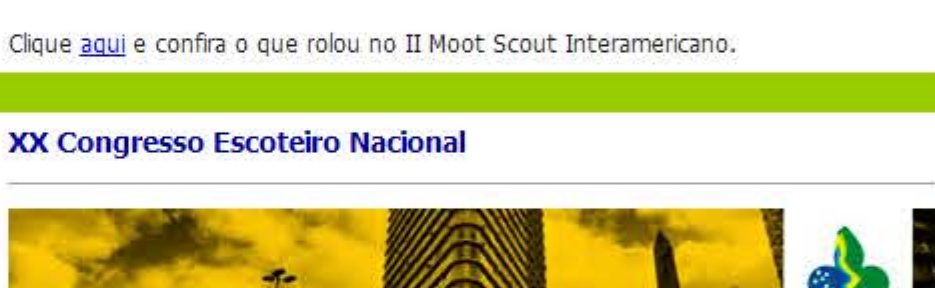 Clique aqui e confira o que rolou no II Moot Scout Interamericano.
XX Congresso Escoteiro Nacional